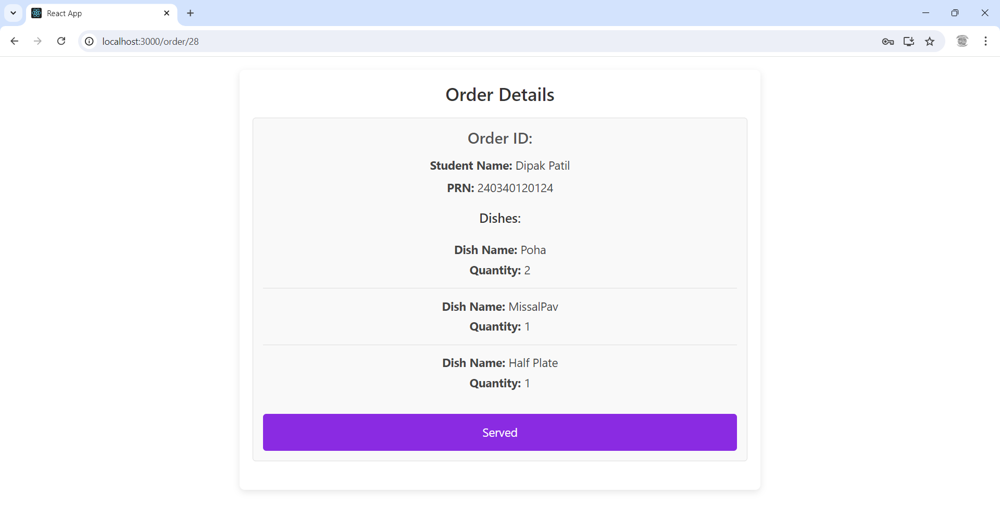 React App
localhost:3000/order/28
Order Details
Order ID:
Student Name: Dipak Patil
PRN: 240340120124
Dishes:
Dish Name: Poha
Quantity: 2
Dish Name: MissalPav
Quantity: 1
Dish Name: Half Plate
Quantity: 1
Served